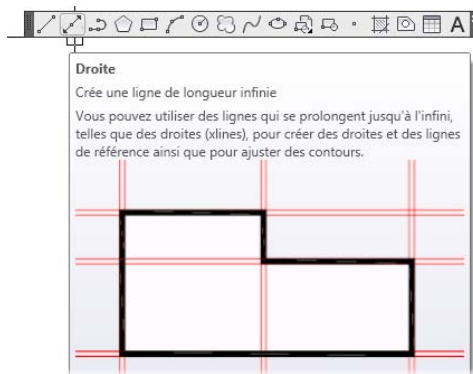 A
Droite
Crée une ligne de longueur infinie
Vous pouvez utiliser des lignes qui se prolongent jusqu'à l'infini,
telles que des droites (xlines), pour créer des droites et des lignes
de référence ainsi que pour ajuster des contours.